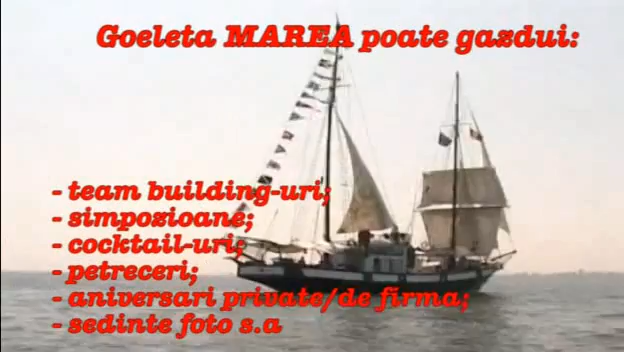 Goeleta MAREA poate gazdui:
- team building-uri;
- simpozioane;
- cocktail-uri;
- petreceri;
- aniversari private/de firma;
- sedinte foto s.a